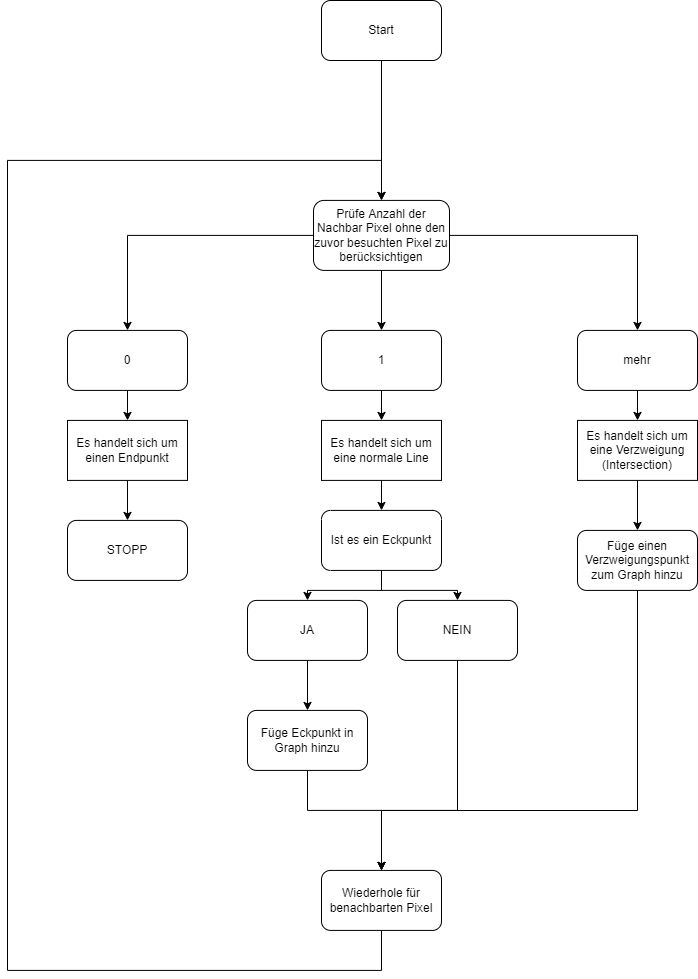 Start
Prüfe Anzahl der
Nachbar Pixel ohne den
zuvor besuchten Pixel zu
berücksichtigen
0
1
mehr
Es handelt sich um
einen Endpunkt
Es handelt sich um
eine normale Line
Es handelt sich um
eine Verzweigung
(Intersection)
STOPP
Ist es ein Eckpunkt
Füge einen
Verzweigungspunkt
zum Graph hinzu
JA
NEIN
Füge Eckpunkt in
Graph hinzu
Wiederhole für
benachbarten Pixel